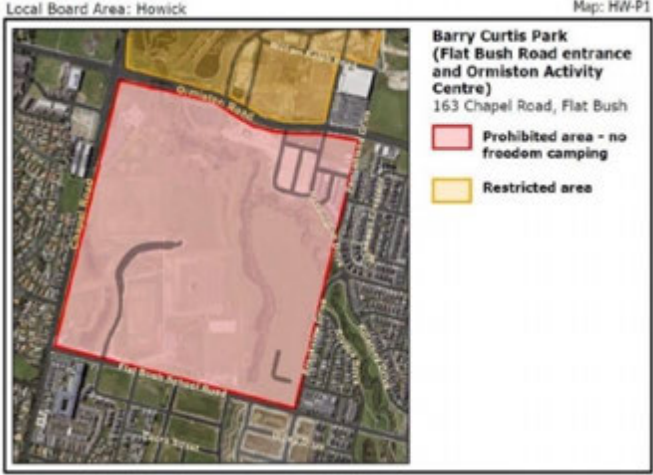 Local Board Area: Howick
Map: HW-P1
Barry Curtis Park
(Flat Bush Road entrance
and Ormiston Activity
Centre)
163 Chapel Road, Flat Bush
Prohibited area - no
freedom camping
Restricted area
Ormiston Road
Chapel Road
Flat Bush School Road